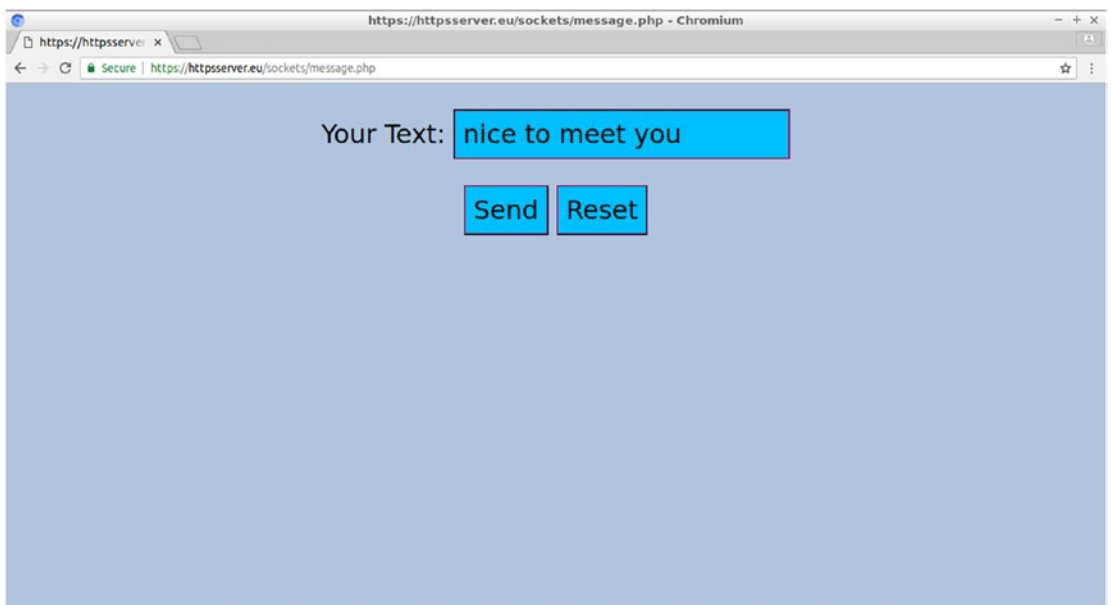 https://httpsserver.eu/sockets/message.php - Chromium
https://httpsserver
Secure | https://httpsserver.eu/sockets/message.php
Your Text: nice to meet you
Send Reset